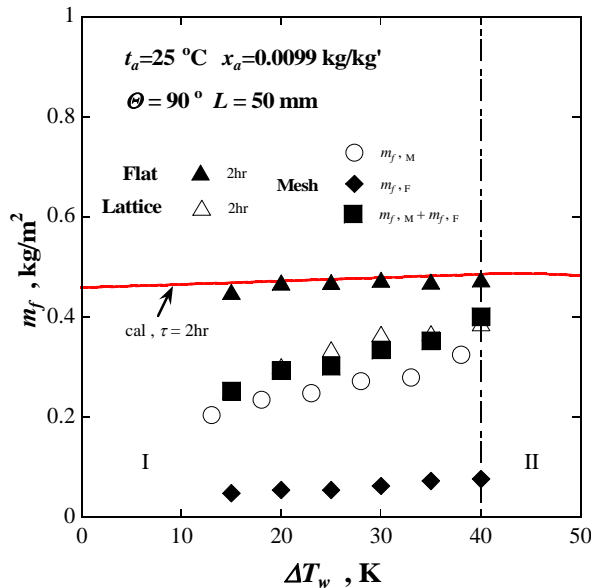 1
t_a=25 °C x_a=0.0099 kg/kg'
Θ = 90 ° L = 50 mm
0.8
m_f , M
Flat 2hr Mesh m_f , F
Lattice 2hr m_f , M + m_f , F
0.6
m_f , kg/m²
0.4
cal , τ = 2hr
0.2
I II
0
0 10 20 30 40 50
ΔT_w , K